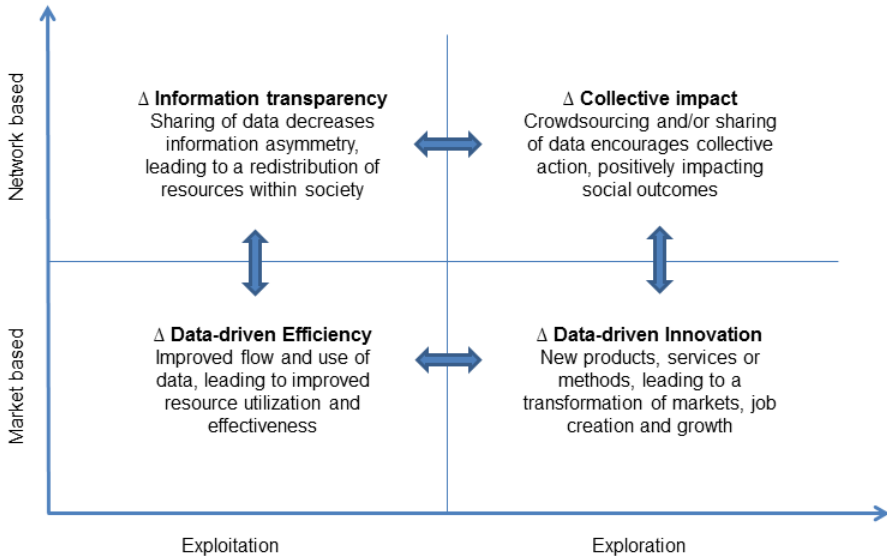 Network based
Δ Information transparency
Sharing of data decreases
information asymmetry,
leading to a redistribution of
resources within society
Δ Collective impact
Crowdsourcing and/or sharing
of data encourages collective
action, positively impacting
social outcomes
Market based
Δ Data-driven Efficiency
Improved flow and use of
data, leading to improved
resource utilization and
effectiveness
Δ Data-driven Innovation
New products, services or
methods, leading to a
transformation of markets, job
creation and growth
Exploitation
Exploration